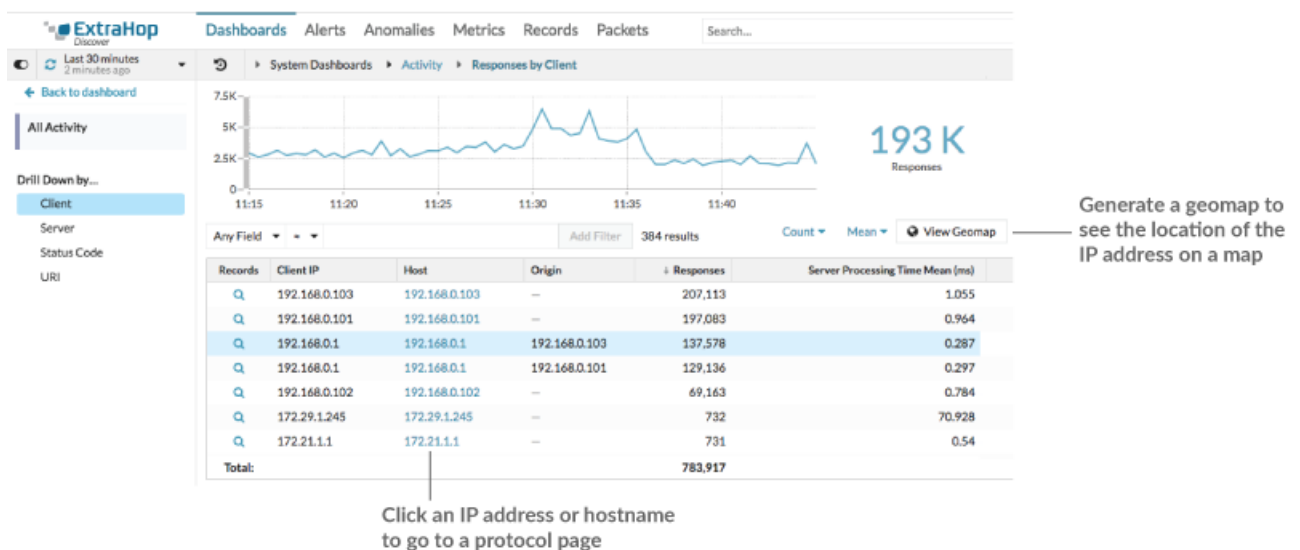 ExtraHop
Discover
Dashboards Alerts Anomalies Metrics Records Packets Search...
Last 30 minutes
2 minutes ago
System Dashboards Activity Responses by Client
Back to dashboard
All Activity
Drill Down by...
Client
Server
Status Code
URI
7.5K
5K
2.5K
0
11:15 11:20 11:25 11:30 11:35 11:40
193 K
Responses
Any Field = Add Filter 384 results Count Mean View Geomap
Records Client IP Host Origin ↓ Responses Server Processing Time Mean (ms)
192.168.0.103 192.168.0.103 — 207,113 1.055
192.168.0.101 192.168.0.101 — 197,083 0.964
192.168.0.1 192.168.0.1 192.168.0.103 137,578 0.287
192.168.0.1 192.168.0.1 192.168.0.101 129,136 0.297
192.168.0.102 192.168.0.102 — 69,163 0.784
172.29.1.245 172.29.1.245 — 732 70.928
172.21.1.1 172.21.1.1 — 731 0.54
Total: 783,917
Generate a geomap to
see the location of the
IP address on a map
Click an IP address or hostname
to go to a protocol page